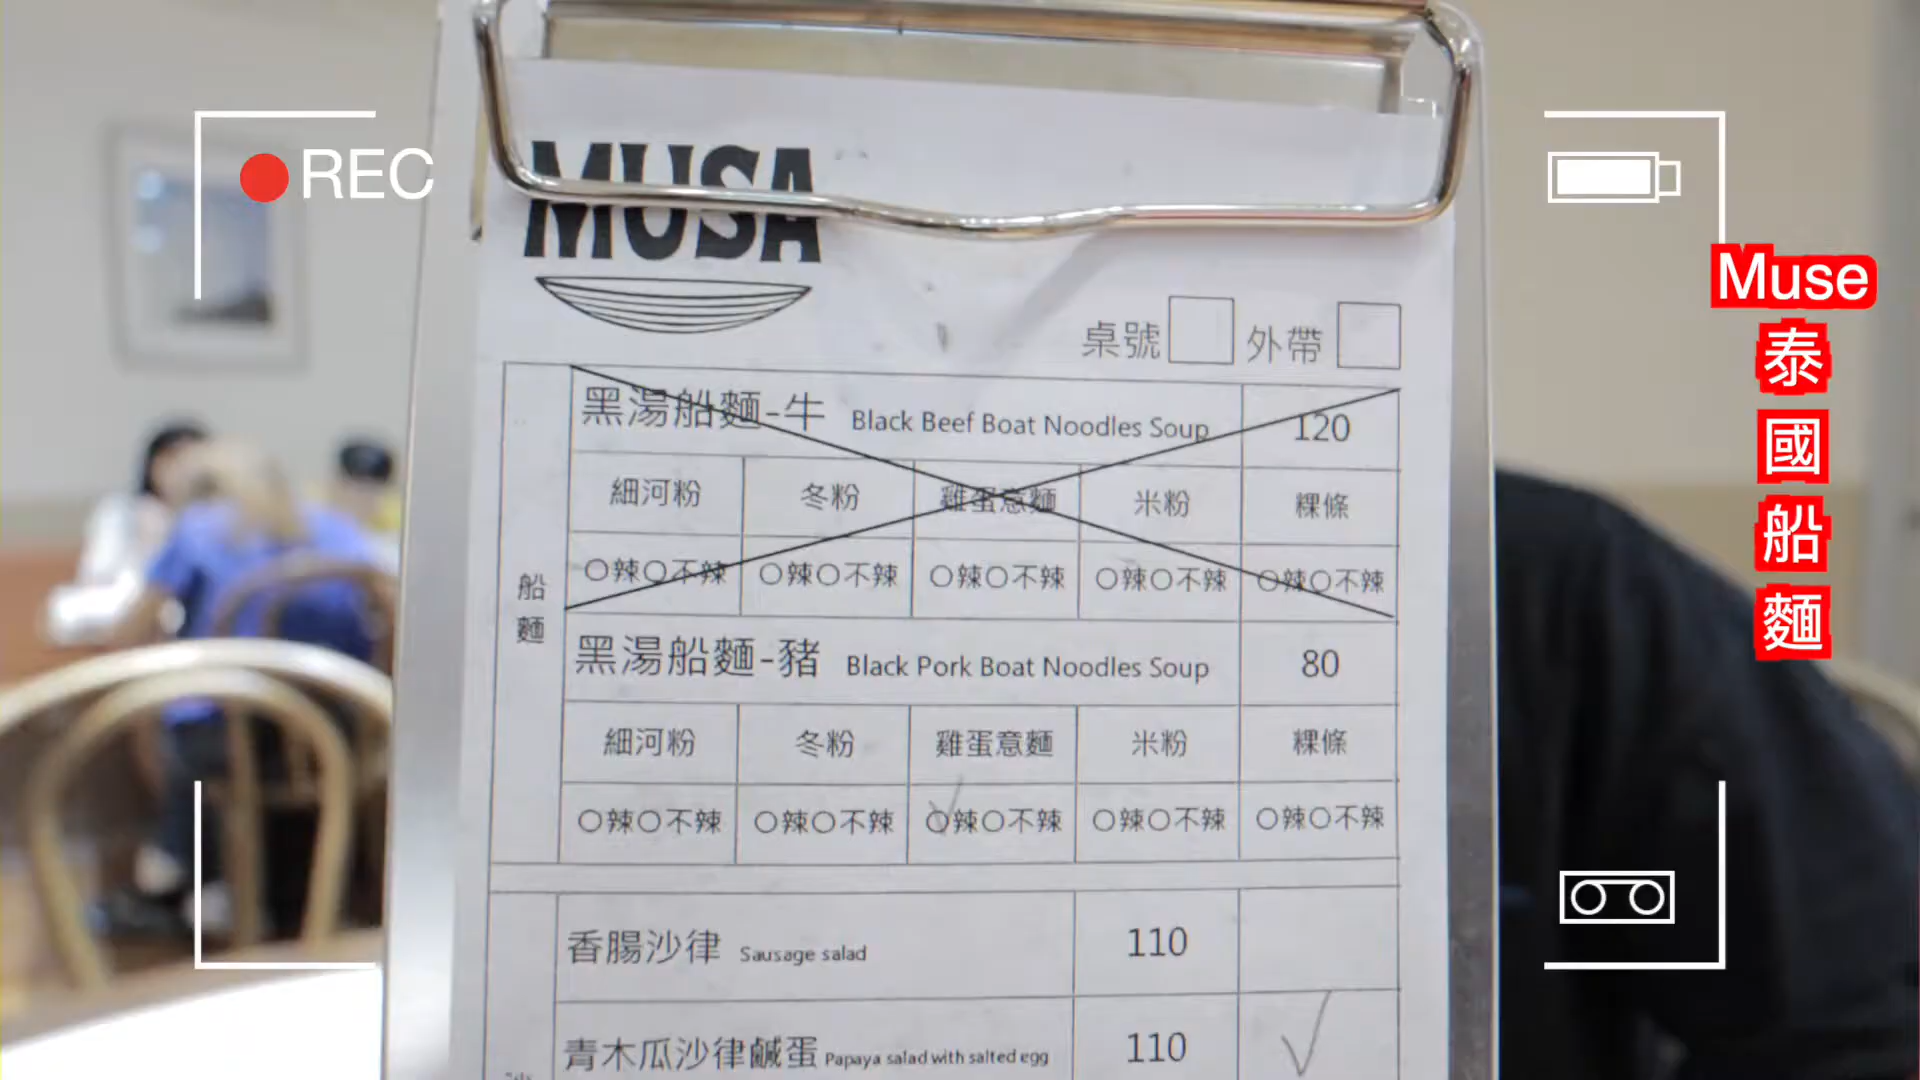 REC
MUSA
Muse
泰
國
船
麵
桌號 外帶
船麵
黑湯船麵-牛 Black Beef Boat Noodles Soup 120
細河粉 冬粉 雞蛋意麵 米粉 粿條
○辣○不辣 ○辣○不辣 ○辣○不辣 ○辣○不辣 ○辣○不辣
黑湯船麵-豬 Black Pork Boat Noodles Soup 80
細河粉 冬粉 雞蛋意麵 米粉 粿條
○辣○不辣 ○辣○不辣 ○辣○不辣 ○辣○不辣 ○辣○不辣
香腸沙律 Sausage salad 110
青木瓜沙律鹹蛋 Papaya salad with salted egg 110